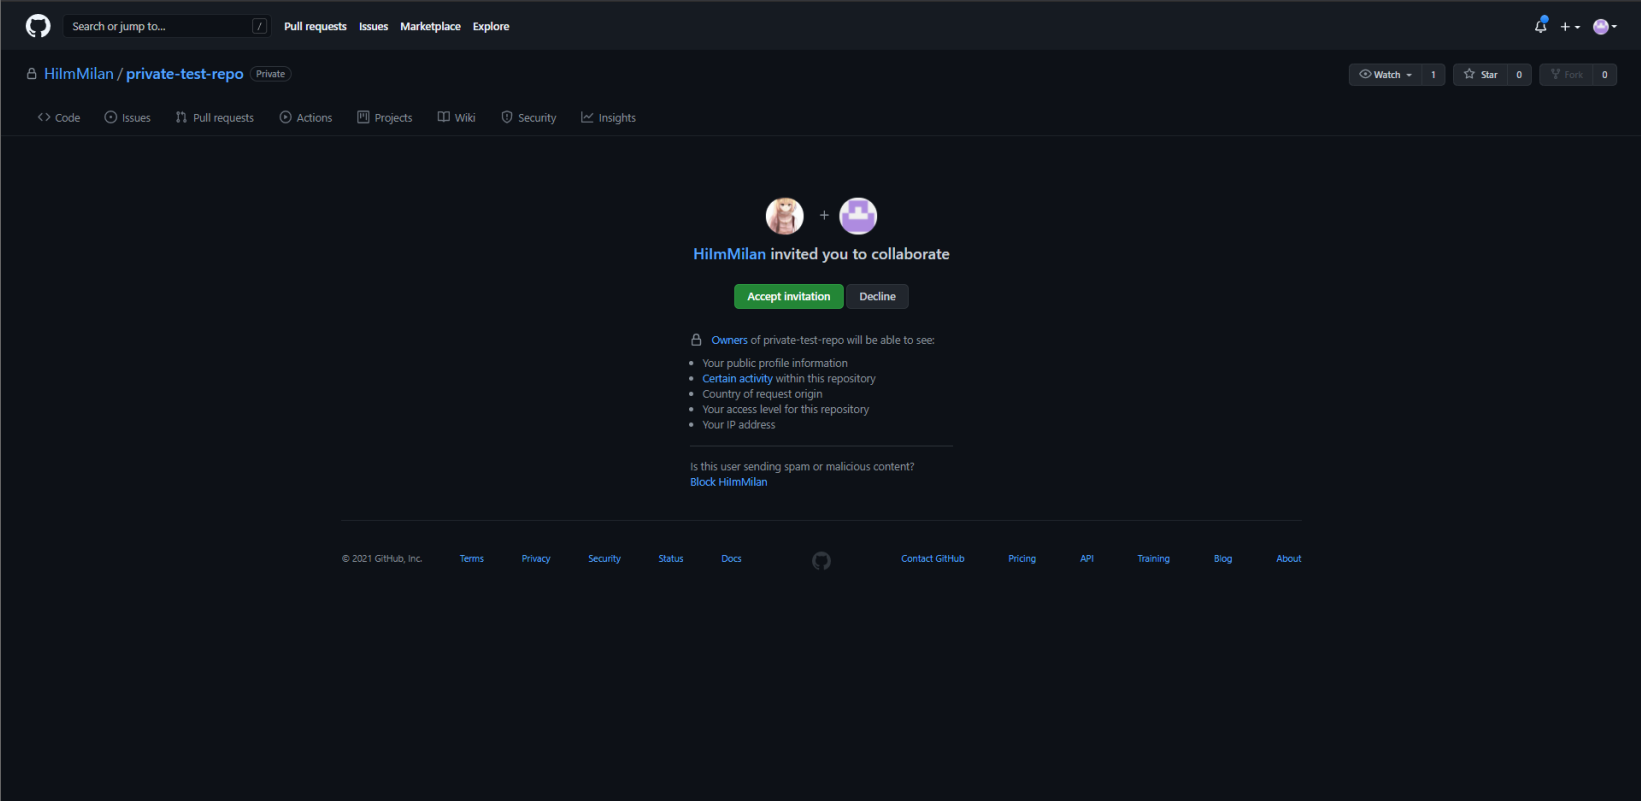 Search or jump to... / Pull requests Issues Marketplace Explore
HiImMilan / private-test-repo Private Watch 1 Star 0 Fork 0
Code Issues Pull requests Actions Projects Wiki Security Insights
+
HiImMilan invited you to collaborate
Accept invitation Decline
Owners of private-test-repo will be able to see:
• Your public profile information
• Certain activity within this repository
• Country of request origin
• Your access level for this repository
• Your IP address
Is this user sending spam or malicious content?
Block HiImMilan
© 2021 GitHub, Inc. Terms Privacy Security Status Docs Contact GitHub Pricing API Training Blog About